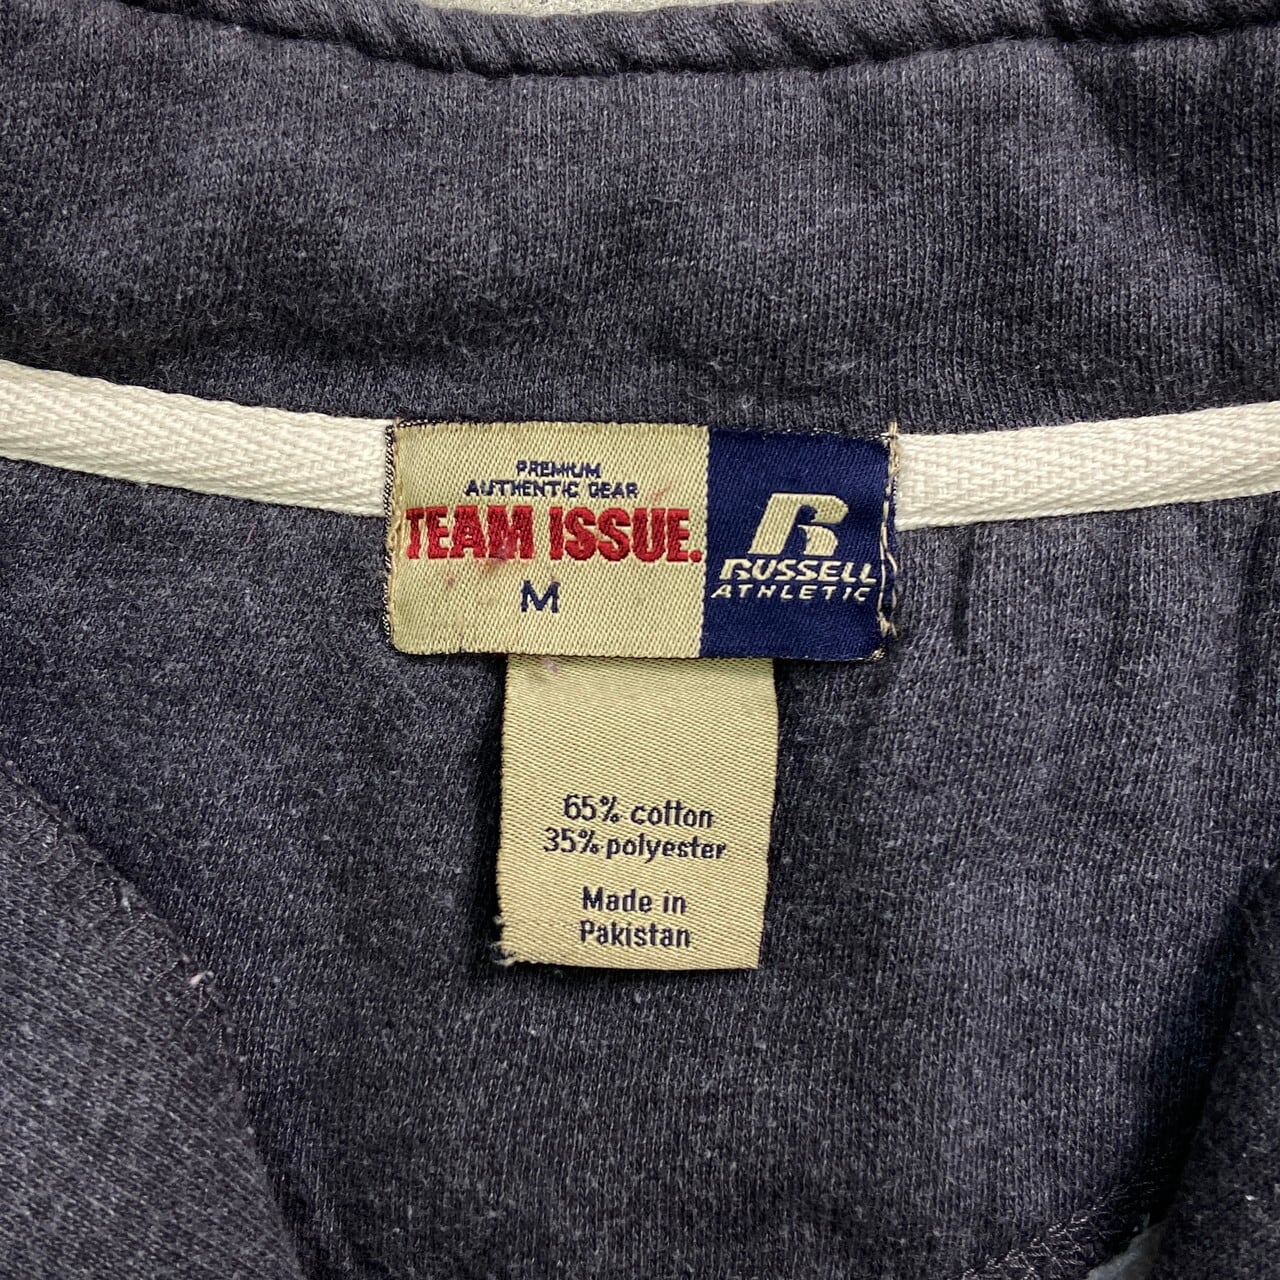 PREMIUM
AUTHENTIC GEAR
TEAM ISSUE.
M
R
RUSSELL
ATHLETIC
65% cotton
35% polyester
Made in
Pakistan